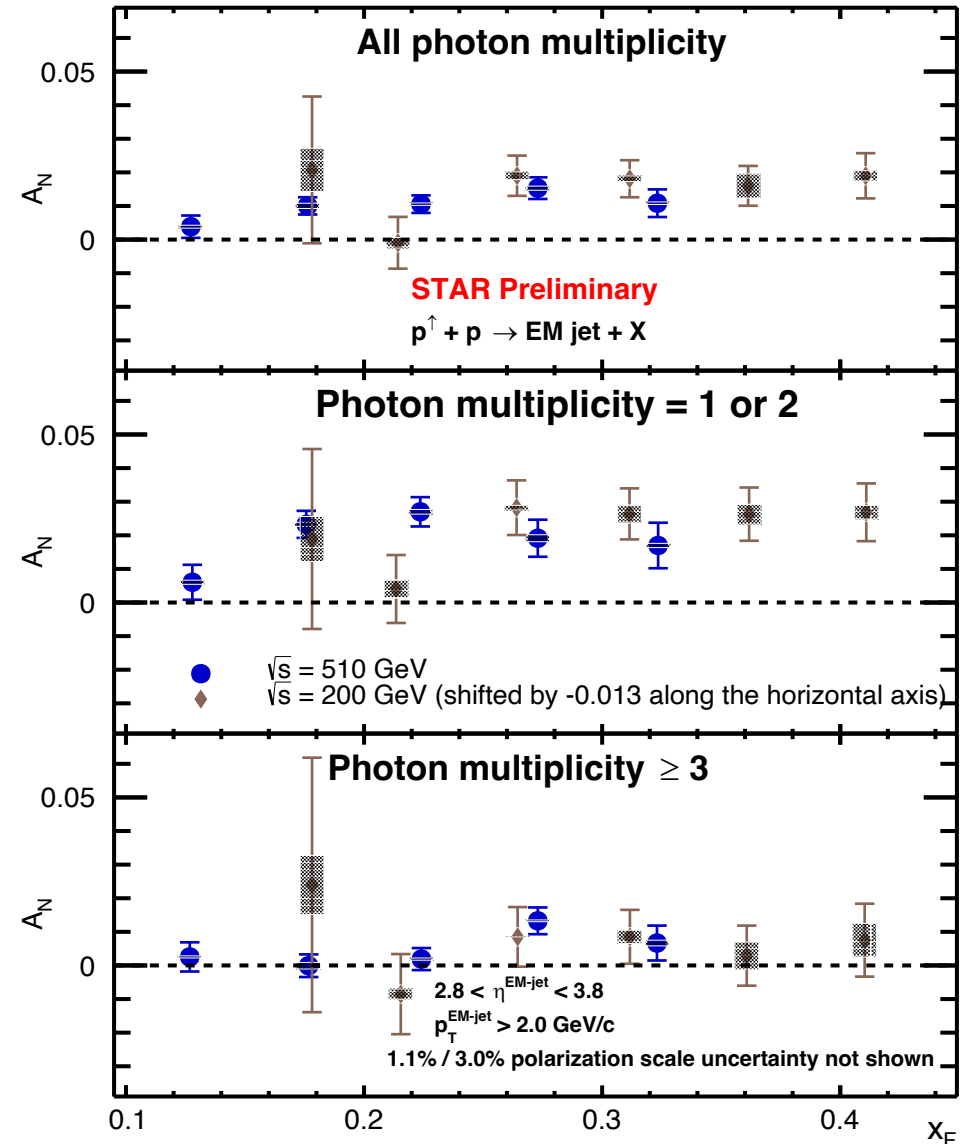 All photon multiplicity
0.05
0
A_N
STAR Preliminary
p↑ + p → EM jet + X
Photon multiplicity = 1 or 2
0.05
0
A_N
√s = 510 GeV
√s = 200 GeV (shifted by -0.013 along the horizontal axis)
Photon multiplicity ≥ 3
0.05
0
A_N
2.8 < η^EM-jet < 3.8
p_T^EM-jet > 2.0 GeV/c
1.1% / 3.0% polarization scale uncertainty not shown
0.1 0.2 0.3 0.4
x_F